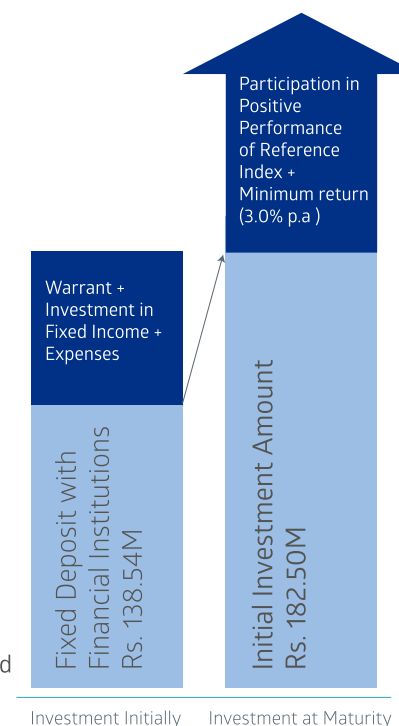 Participation in
Positive
Performance
of Reference
Index +
Minimum return
(3.0% p.a )
Warrant +
Investment in
Fixed Income +
Expenses
Fixed Deposit with
Financial Institutions
Rs. 138.54M
Initial Investment Amount
Rs. 182.50M
d
Investment Initially
Investment at Maturity